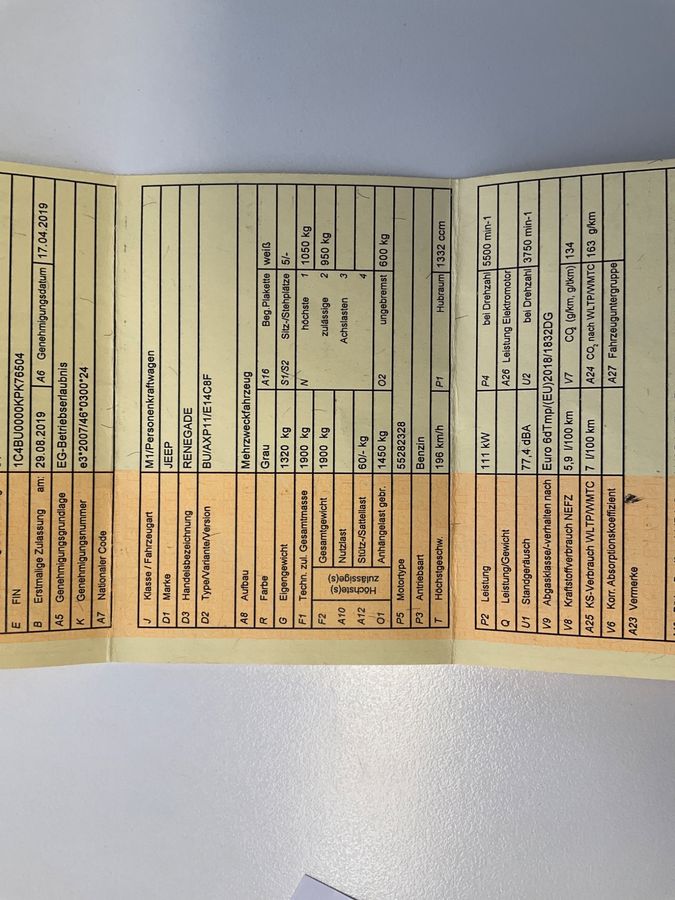 E FIN 1C4BU0000KPK76504
B Erstmalige Zulassung am: 29.08.2019 A6 Genehmigungsdatum 17.04.2019
A5 Genehmigungsgrundlage EG-Betriebserlaubnis
K Genehmigungsnummer e3*2007/46*0300*24
A7 Nationaler Code
J Klasse / Fahrzeugart M1/Personenkraftwagen
D1 Marke JEEP
D3 Handelsbezeichnung RENEGADE
D2 Type/Variante/Version BU/AXP11/E14C8F
A8 Aufbau Mehrzweckfahrzeug
R Farbe Grau A16 Beg.Plakette weiß
G Eigengewicht 1320 kg S1/S2 Sitz-/Stehplätze 5/-
F1 Techn. zul. Gesamtmasse 1900 kg N höchste 1 1050 kg
Höchste(s) zulässige(s)
F2 Gesamtgewicht 1900 kg zulässige 2 950 kg
A10 Nutzlast Achslasten 3
A12 Stütz-/Sattellast 60/- kg 4
O1 Anhängelast gebr. 1450 kg O2 ungebremst 600 kg
P5 Motortype 55282328
P3 Antriebsart Benzin
T Höchstgeschw. 196 km/h P1 Hubraum 1332 ccm
P2 Leistung 111 kW P4 bei Drehzahl 5500 min-1
Q Leistung/Gewicht A26 Leistung Elektromotor
U1 Standgeräusch 77,4 dBA U2 bei Drehzahl 3750 min-1
V9 Abgasklasse/-verhalten nach Euro 6dTmp/(EU)2018/1832DG
V8 Kraftstoffverbrauch NEFZ 5,9 l/100 km V7 CO₂ (g/km, g/tkm) 134
A25 KS-Verbrauch WLTP/WMTC 7 l/100 km A24 CO₂ nach WLTP/WMTC 163 g/km
V6 Korr. Absorptionskoeffizient A27 Fahrzeuguntergruppe
A23 Vermerke